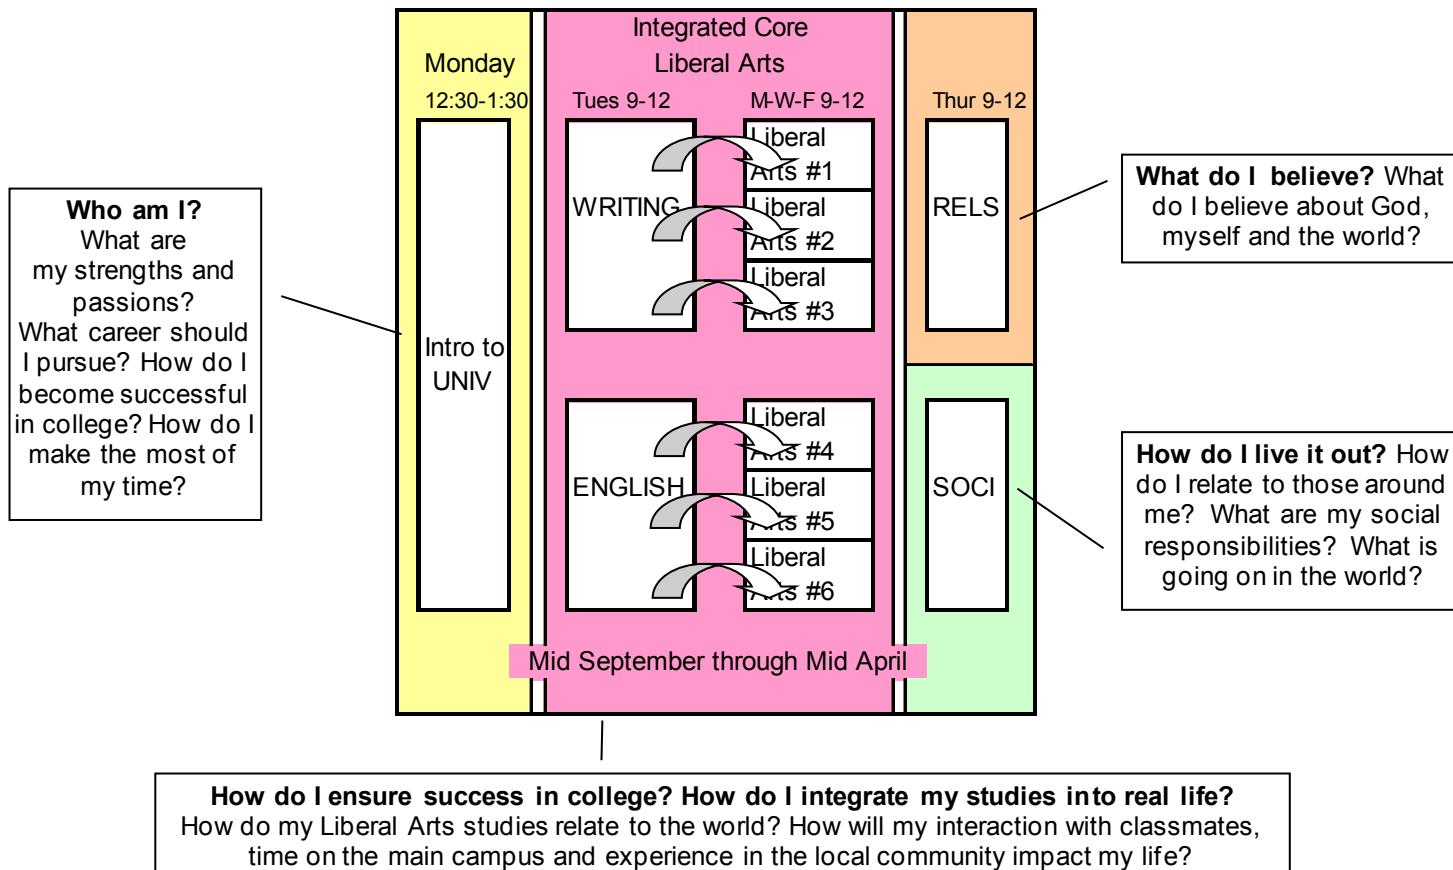 Integrated Core
Liberal Arts
Monday
12:30-1:30
Tues 9-12
M-W-F 9-12
Thur 9-12
Intro to
UNIV
WRITING
Liberal
Arts #1
Liberal
Arts #2
Liberal
Arts #3
ENGLISH
Liberal
Arts #4
Liberal
Arts #5
Liberal
Arts #6
RELS
SOCI
Mid September through Mid April
Who am I?
What are
my strengths and
passions?
What career should
I pursue? How do I
become successful
in college? How do I
make the most of
my time?
What do I believe? What
do I believe about God,
myself and the world?
How do I live it out? How
do I relate to those around
me? What are my social
responsibilities? What is
going on in the world?
How do I ensure success in college? How do I integrate my studies into real life?
How do my Liberal Arts studies relate to the world? How will my interaction with classmates,
time on the main campus and experience in the local community impact my life?